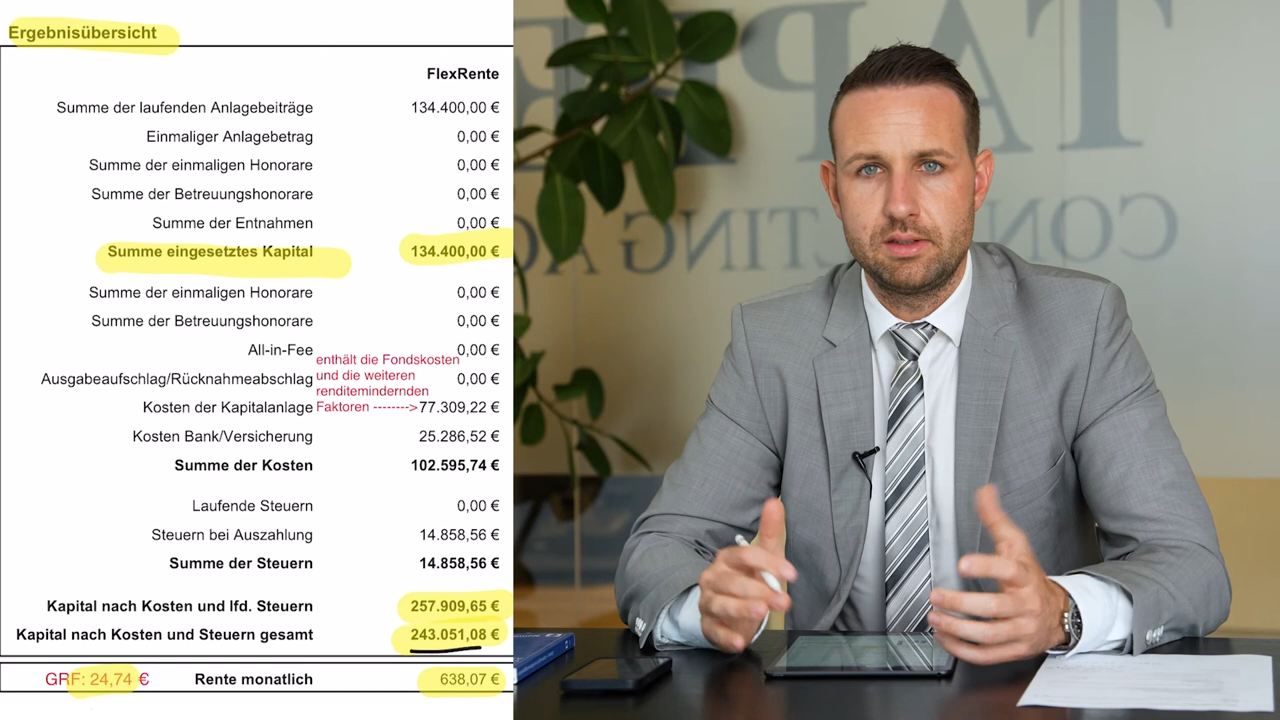 Ergebnisübersicht
FlexRente
Summe der laufenden Anlagebeiträge 134.400,00 €
Einmaliger Anlagebetrag 0,00 €
Summe der einmaligen Honorare 0,00 €
Summe der Betreuungshonorare 0,00 €
Summe der Entnahmen 0,00 €
Summe eingesetztes Kapital 134.400,00 €
Summe der einmaligen Honorare 0,00 €
Summe der Betreuungshonorare 0,00 €
All-in-Fee 0,00 €
enthält die Fondskosten
und die weiteren
Ausgabeaufschlag/Rücknahmeabschlag 0,00 €
renditemindernden
Kosten der Kapitalanlage Faktoren --------> 77.309,22 €
Kosten Bank/Versicherung 25.286,52 €
Summe der Kosten 102.595,74 €
Laufende Steuern 0,00 €
Steuern bei Auszahlung 14.858,56 €
Summe der Steuern 14.858,56 €
Kapital nach Kosten und lfd. Steuern 257.909,65 €
Kapital nach Kosten und Steuern gesamt 243.051,08 €
GRF: 24,74 € Rente monatlich 638,07 €